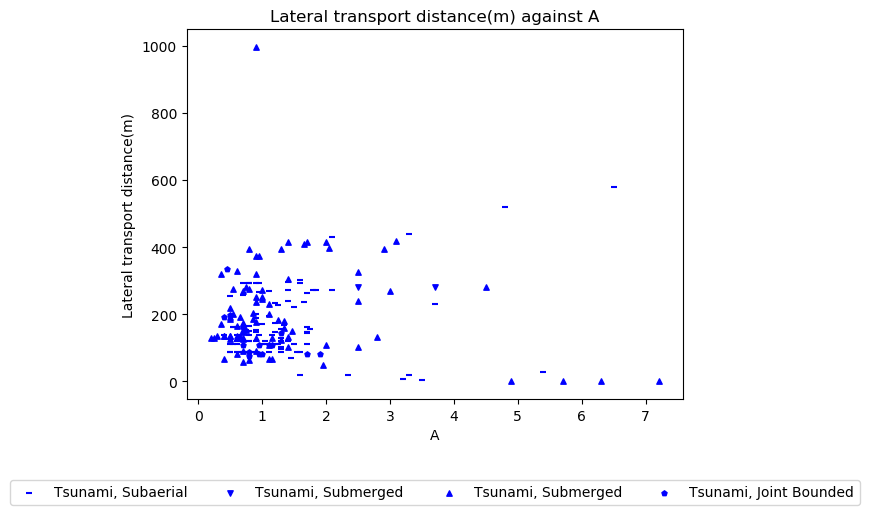 Lateral transport distance(m) against A
1000
800
600
400
200
0
Lateral transport distance(m)
0 1 2 3 4 5 6 7
A
Tsunami, Subaerial Tsunami, Submerged Tsunami, Submerged Tsunami, Joint Bounded